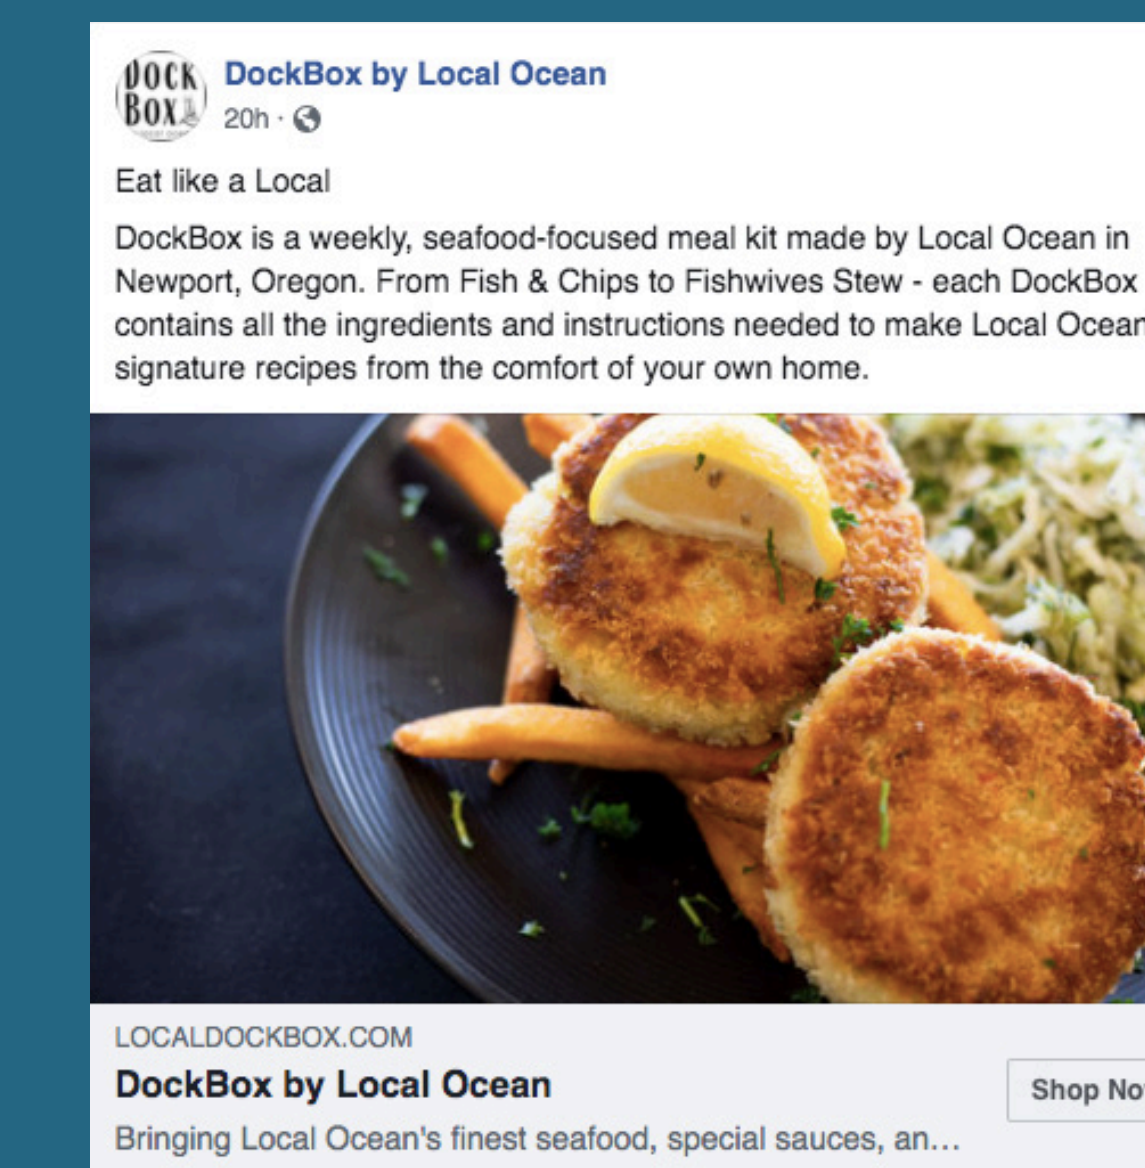 DOCK
BOX
DockBox by Local Ocean
20h ·
Eat like a Local
DockBox is a weekly, seafood-focused meal kit made by Local Ocean in
Newport, Oregon. From Fish & Chips to Fishwives Stew - each DockBox
contains all the ingredients and instructions needed to make Local Ocean
signature recipes from the comfort of your own home.
LOCALDOCKBOX.COM
DockBox by Local Ocean
Shop No
Bringing Local Ocean's finest seafood, special sauces, an...